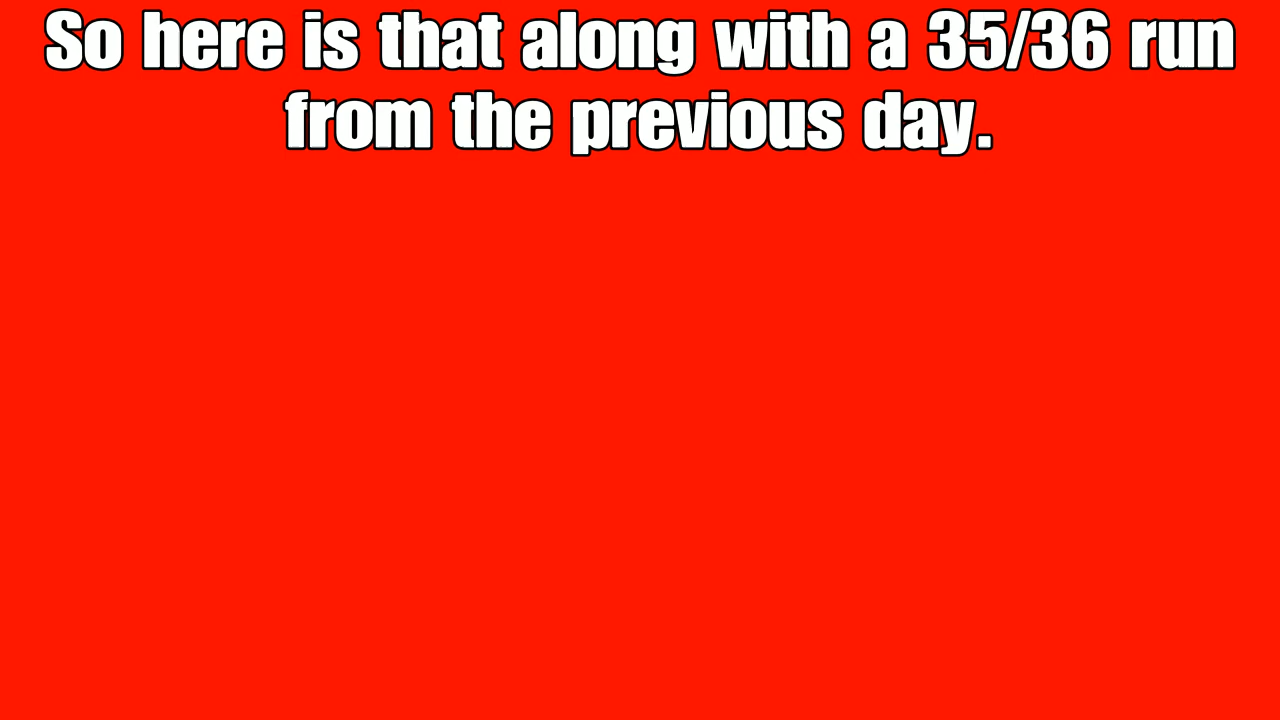 So here is that along with a 35/36 run
from the previous day.